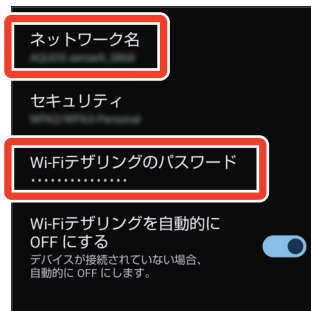 ネットワーク名
セキュリティ
Wi-Fiテザリングのパスワード
•••••••••••••••
Wi-Fiテザリングを自動的に
OFF にする
デバイスが接続されていない場合、
自動的に OFF にします。